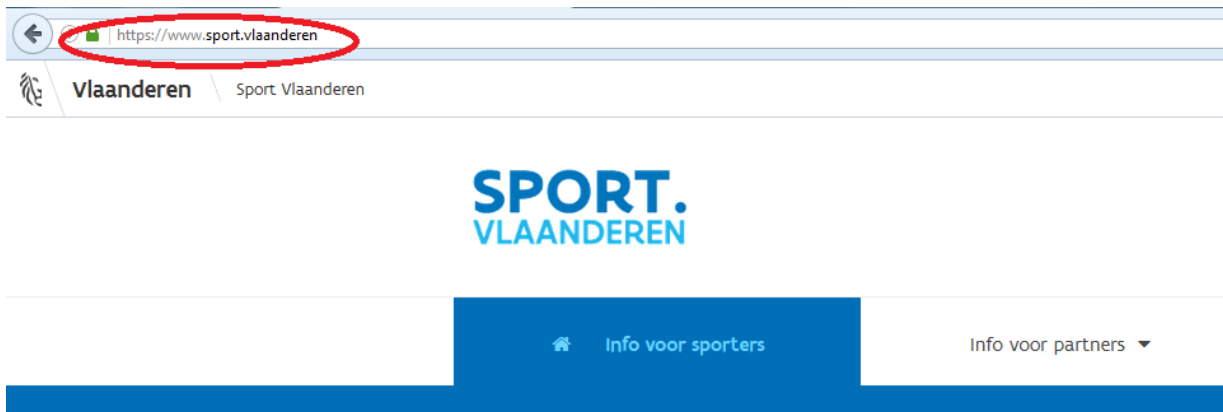 https://www.sport.vlaanderen
Vlaanderen Sport Vlaanderen
SPORT.
VLAANDEREN
Info voor sporters Info voor partners